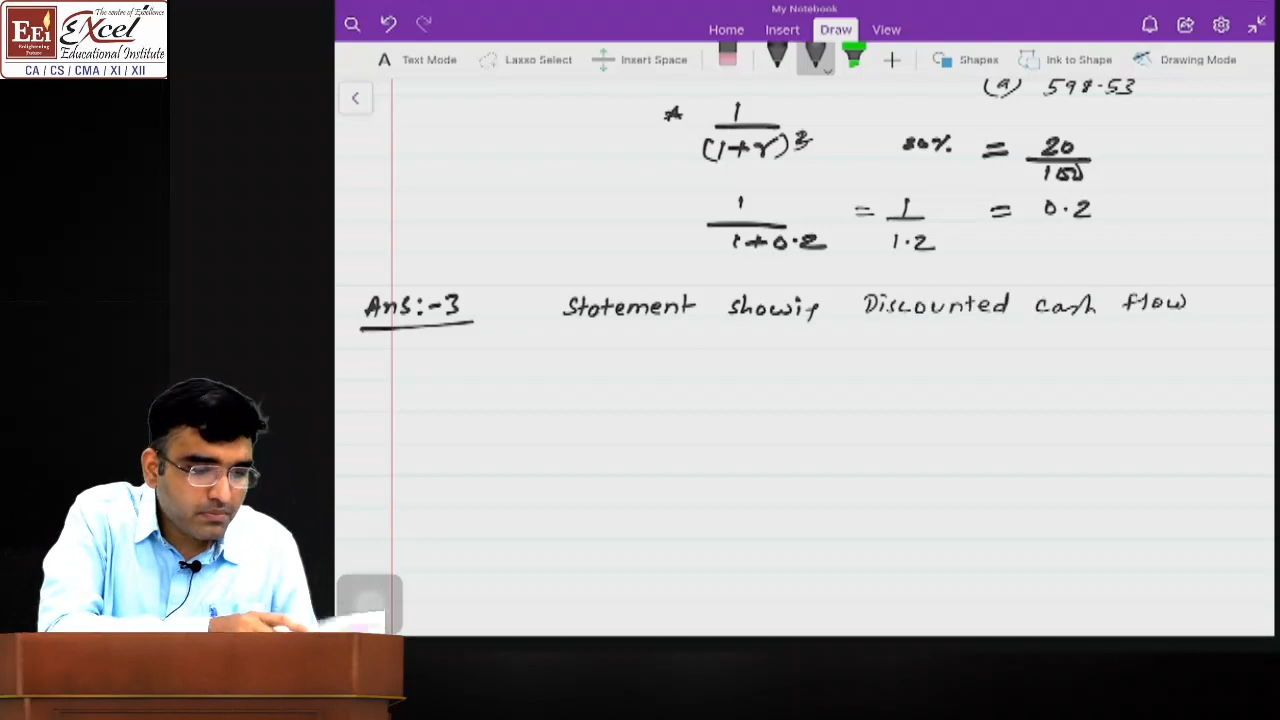 The centre of Excellence
EEi
Enlightening Future
Excel
Educational Institute
CA / CS / CMA / XI / XII
My Notebook
Home Insert Draw View
A Text Mode Lasso Select Insert Space Shapes Ink to Shape Drawing Mode
(a) 598.53
* 1/(1+r) = 20/100
1/1+0.2 = 1/1.2 = 0.2
Ans:-3 Statement showing Discounted cash flow